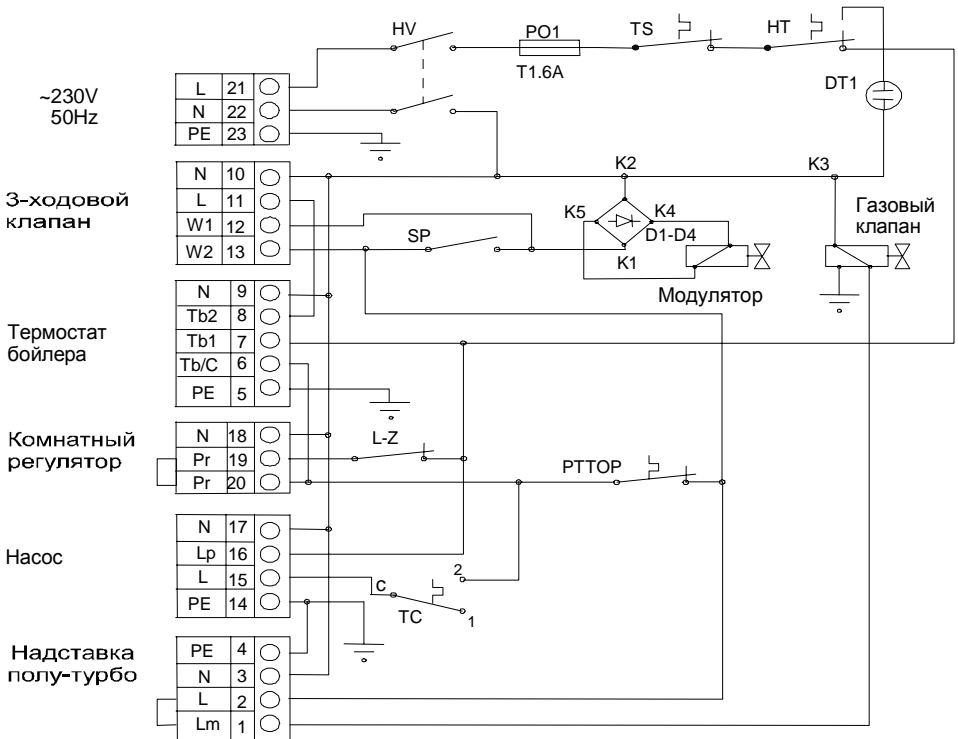 HV
PO1
T1.6A
TS
HT
DT1
~230V
50Hz
L 21
N 22
PE 23
3-ходовой
клапан
N 10
L 11
W1 12
W2 13
SP
K2
K3
K5
K4
D1-D4
K1
Модулятор
Газовый
клапан
Термостат
бойлера
N 9
Tb2 8
Tb1 7
Tb/C 6
PE 5
Комнатный
регулятор
N 18
Pr 19
Pr 20
L-Z
PTTOP
Насос
N 17
Lp 16
L 15
PE 14
C
TC
2
1
Надставка
полу-турбо
PE 4
N 3
L 2
Lm 1